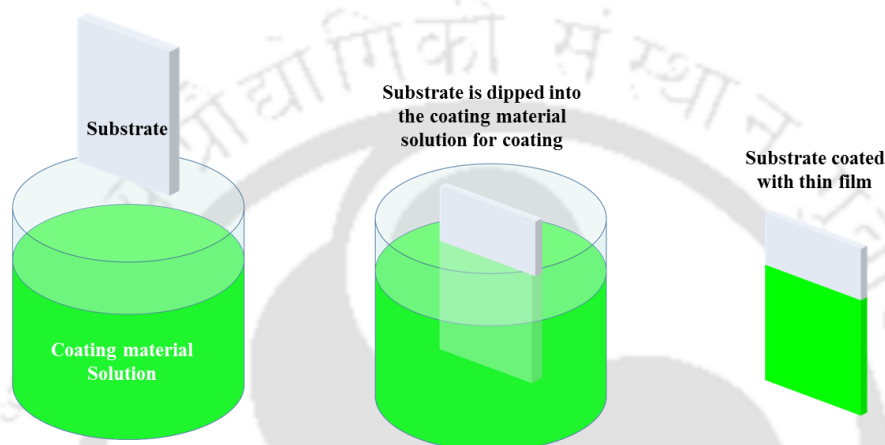 Substrate
Coating material
Solution
Substrate is dipped into
the coating material
solution for coating
Substrate coated
with thin film
प्रौद्योगिकी संस्थान